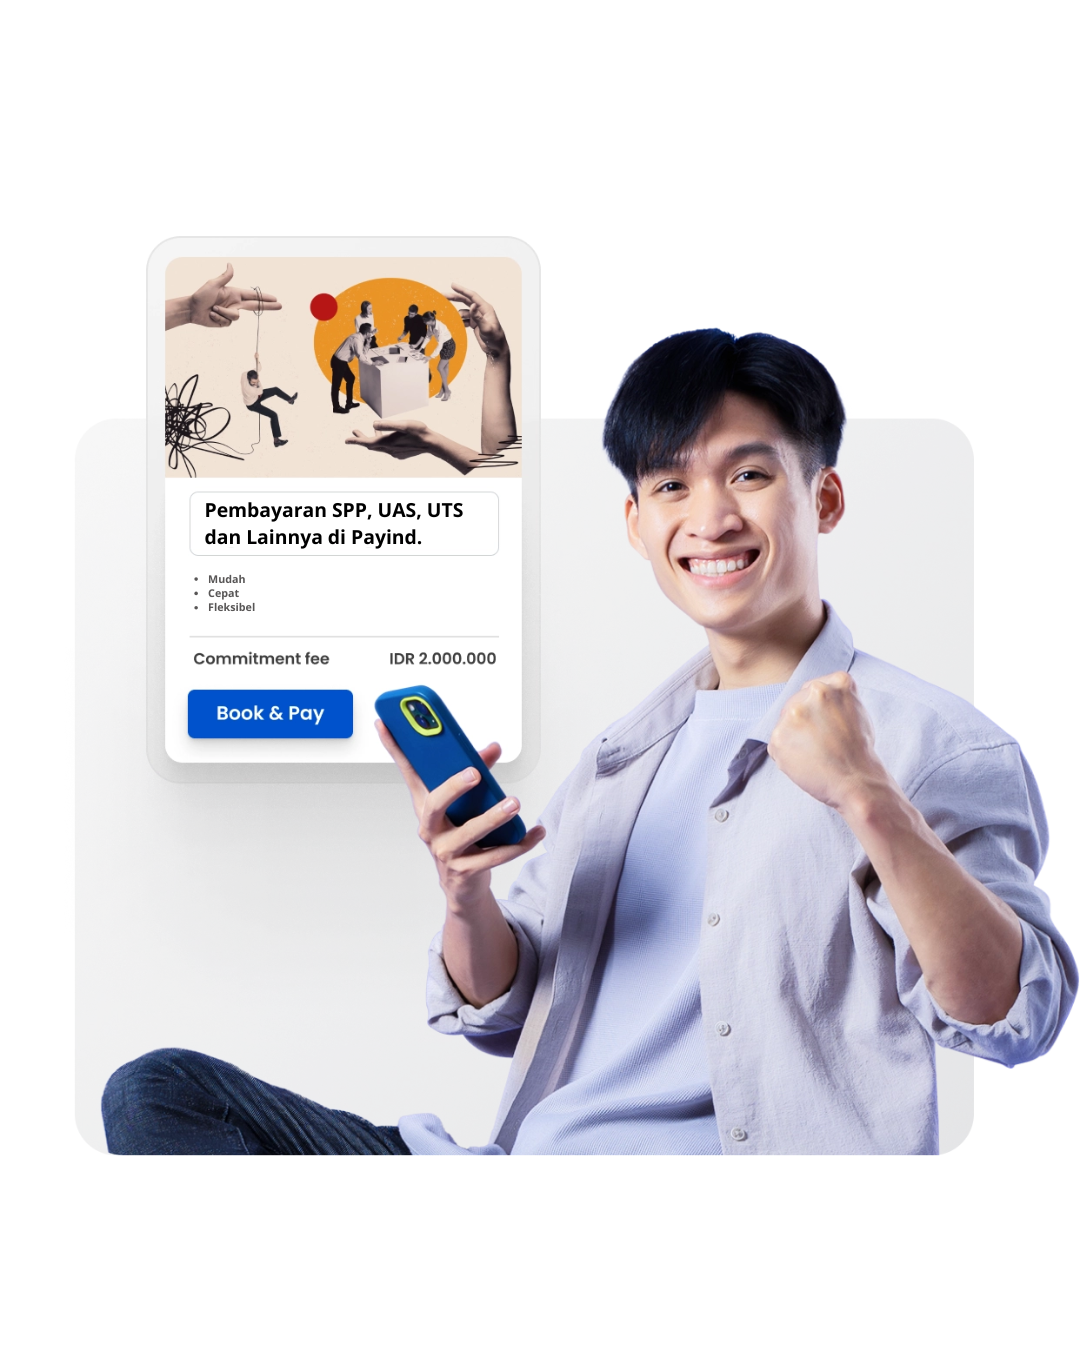 Pembayaran SPP, UAS, UTS
dan Lainnya di Payind.
Mudah
Cepat
Fleksibel
Commitment fee IDR 2.000.000
Book & Pay